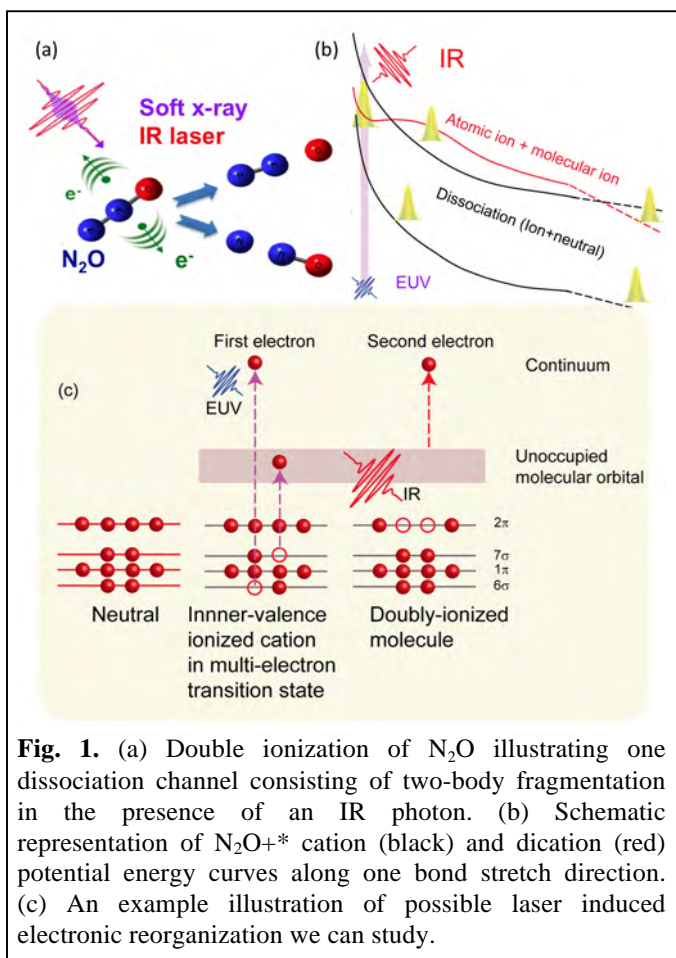 (a)
(b)
IR
Soft x-ray
IR laser
Atomic ion + molecular ion
e-
Dissociation (Ion+neutral)
N2O
e-
EUV
First electron
Second electron
Continuum
(c)
EUV
Unoccupied
molecular orbital
IR
2π
7σ
1π
6σ
Neutral
Innner-valence
ionized cation
in multi-electron
transition state
Doubly-ionized
molecule
Fig. 1. (a) Double ionization of N2O illustrating one
dissociation channel consisting of two-body fragmentation
in the presence of an IR photon. (b) Schematic
representation of N2O+* cation (black) and dication (red)
potential energy curves along one bond stretch direction.
(c) An example illustration of possible laser induced
electronic reorganization we can study.